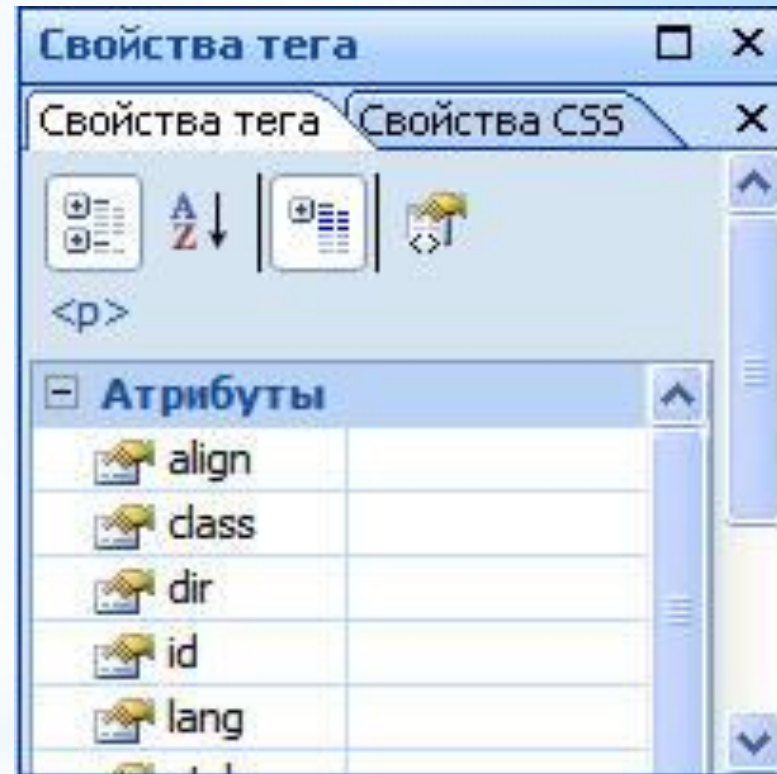 Свойства тега
Свойства тега Свойства CSS
<p>
Атрибуты
align
class
dir
id
lang